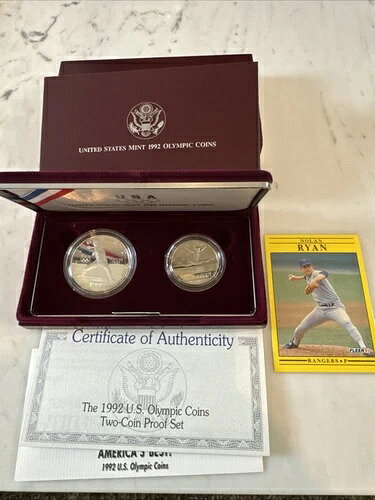 UNITED STATES MINT 1992 OLYMPIC COINS
USA
1992
NOLAN
RYAN
FLEER
RANGERS • P
Certificate of Authenticity
The 1992 U.S. Olympic Coins
Two-Coin Proof Set
AMERICA'S BEST!
1992 U.S. Olympic Coins